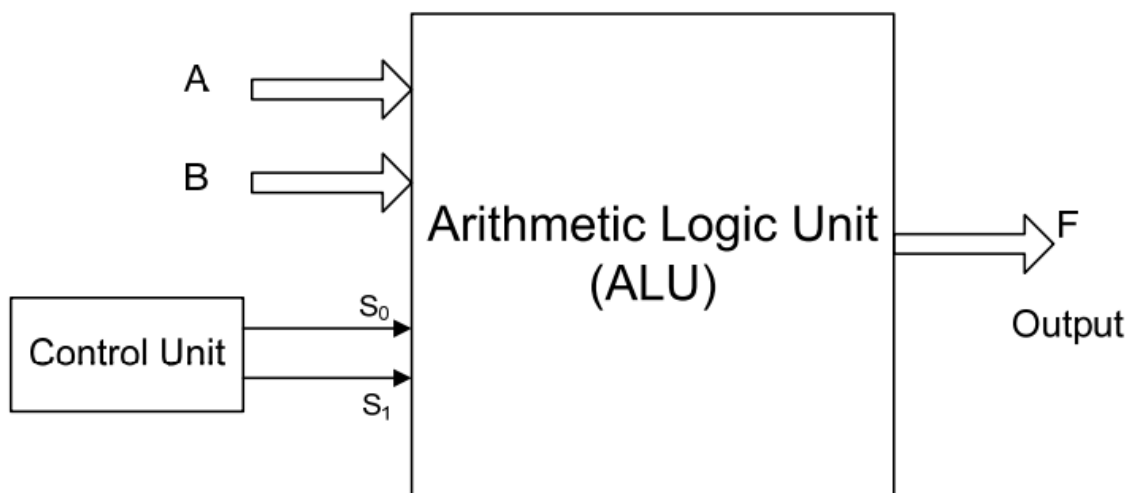 A
B
Arithmetic Logic Unit
(ALU)
F
Output
S₀
Control Unit
S₁